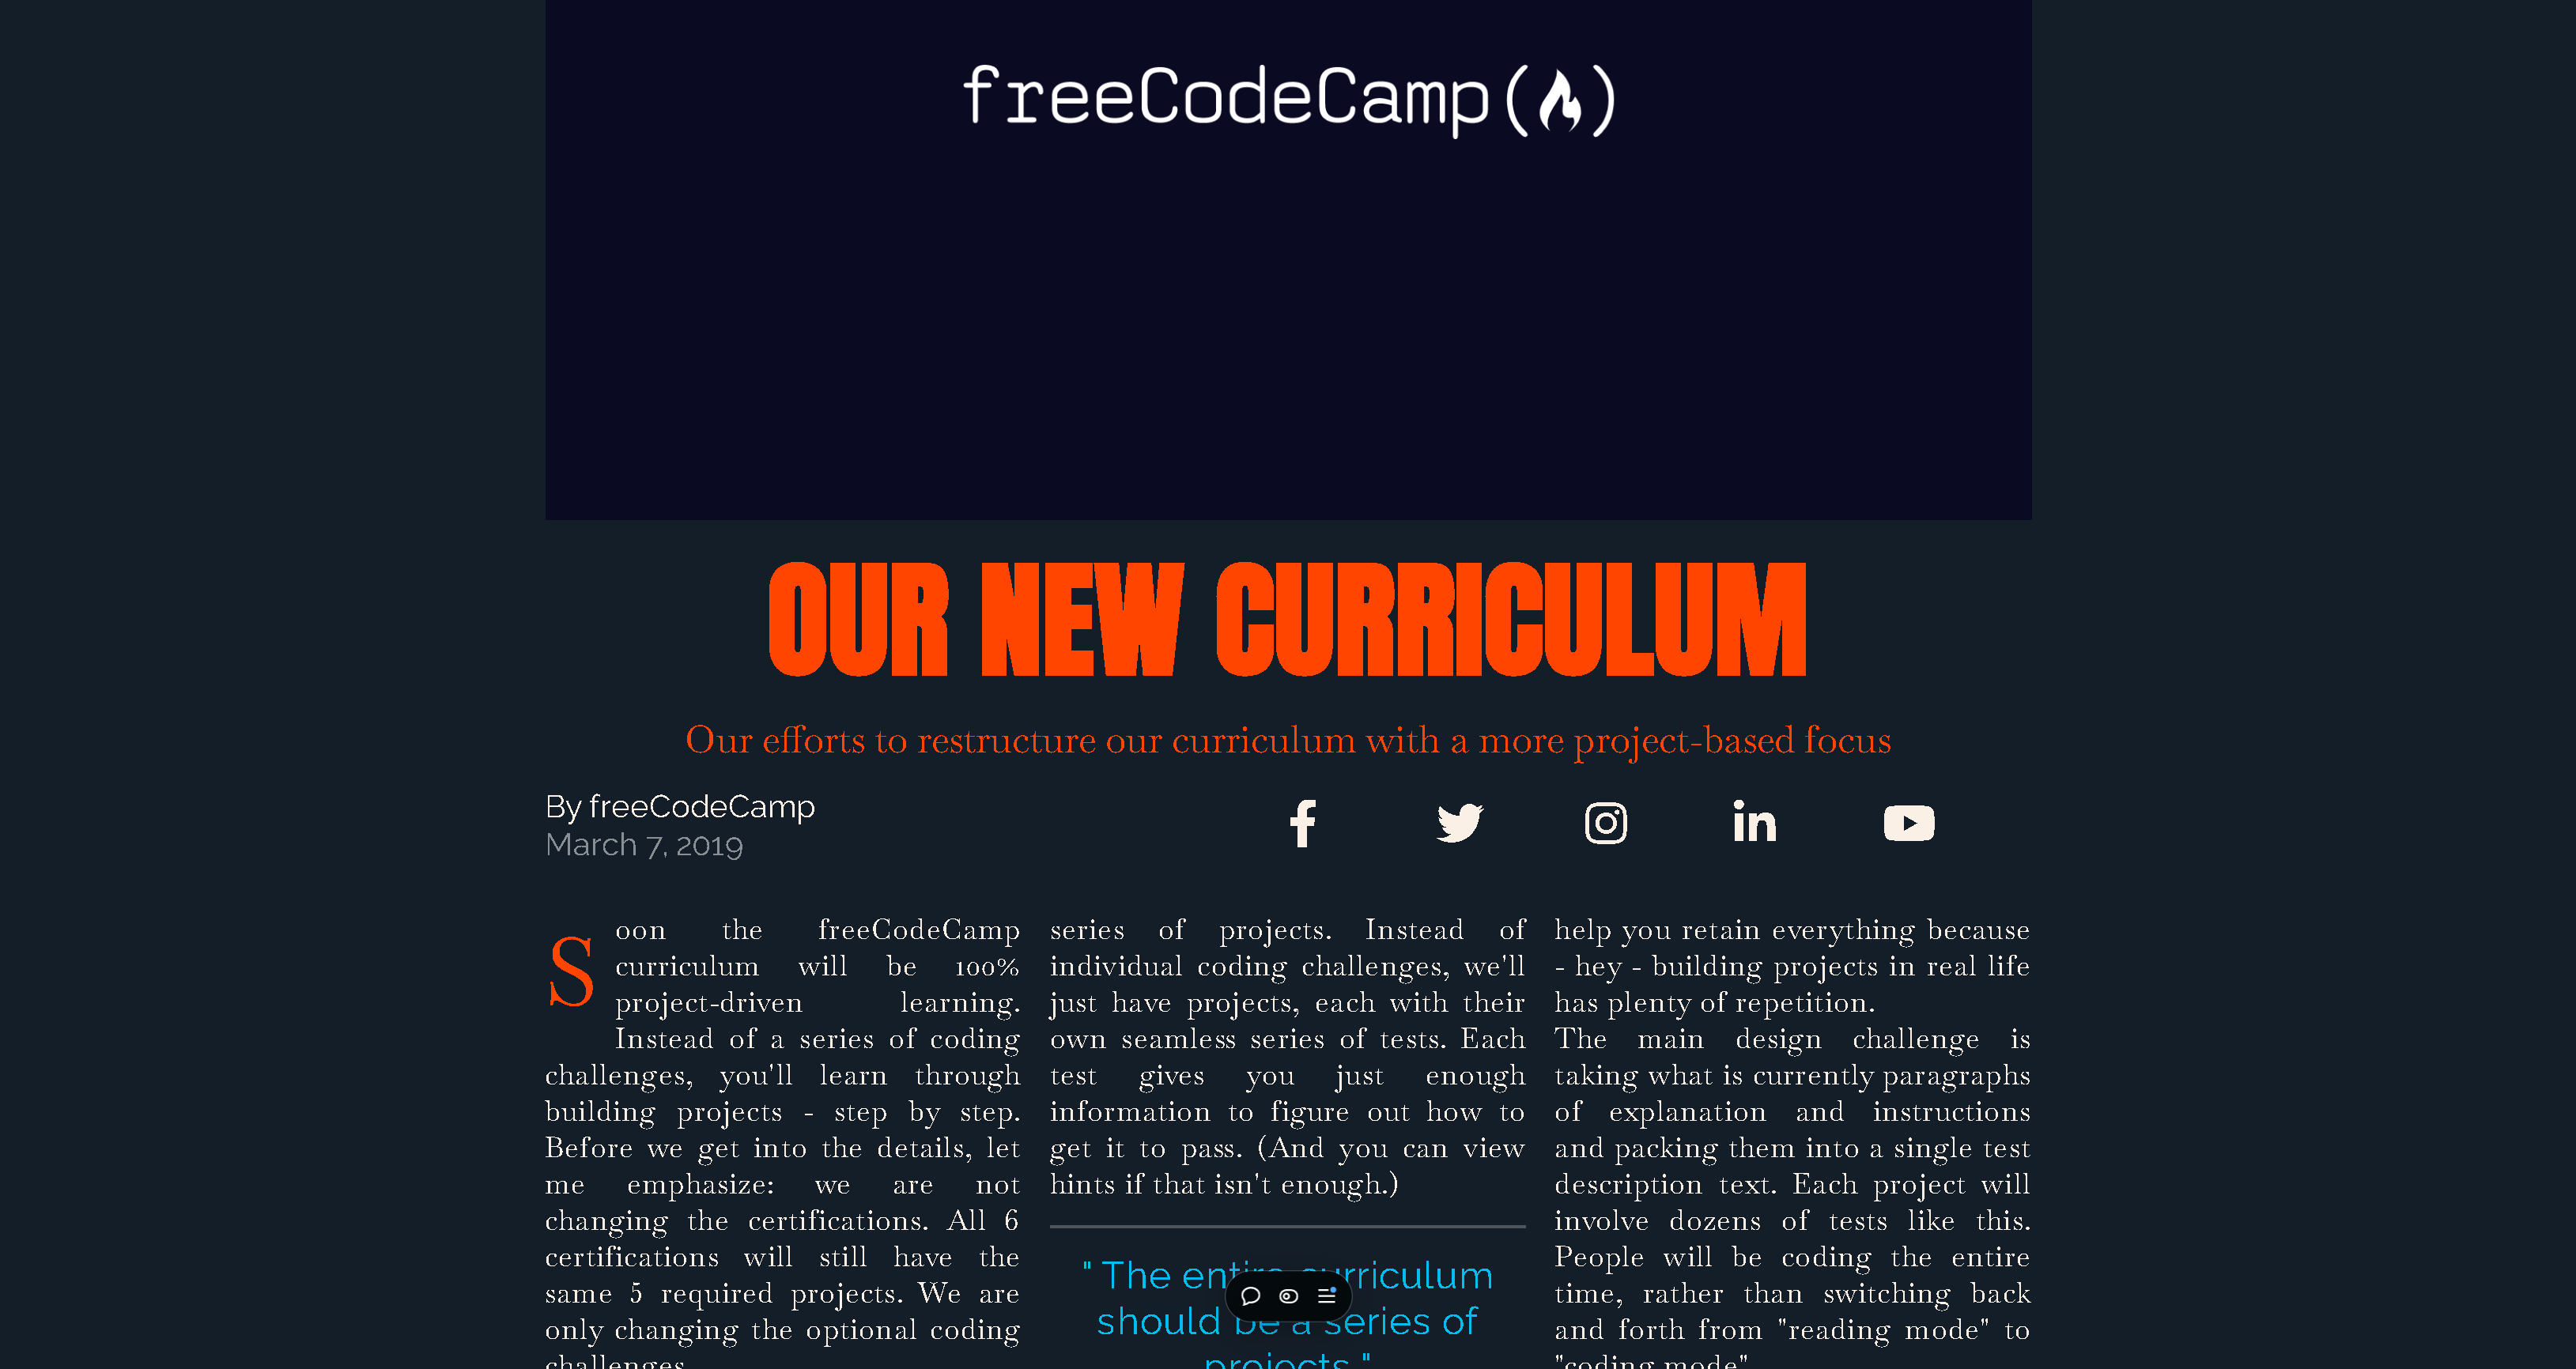 freeCodeCamp(🔥)
OUR NEW CURRICULUM
Our efforts to restructure our curriculum with a more project-based focus
By freeCodeCamp
March 7, 2019
Soon the freeCodeCamp
curriculum will be 100%
project-driven learning.
Instead of a series of coding
challenges, you'll learn through
building projects - step by step.
Before we get into the details, let
me emphasize: we are not
changing the certifications. All 6
certifications will still have the
same 5 required projects. We are
only changing the optional coding
challenges.
series of projects. Instead of
individual coding challenges, we'll
just have projects, each with their
own seamless series of tests. Each
test gives you just enough
information to figure out how to
get it to pass. (And you can view
hints if that isn't enough.)
" The entire curriculum
should be a series of
projects "
help you retain everything because
- hey - building projects in real life
has plenty of repetition.
The main design challenge is
taking what is currently paragraphs
of explanation and instructions
and packing them into a single test
description text. Each project will
involve dozens of tests like this.
People will be coding the entire
time, rather than switching back
and forth from "reading mode" to
"coding mode"